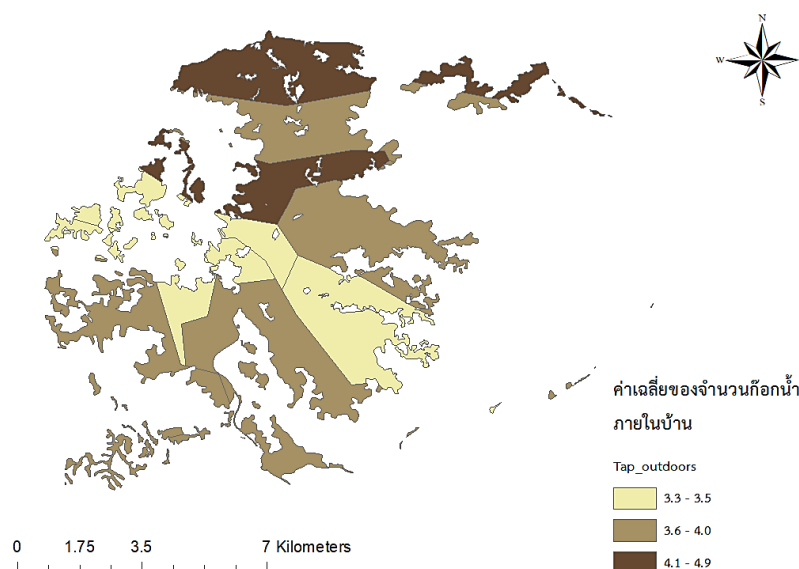 N
W
S
ค่าเฉลี่ยของจำนวนก๊อกน้ำ
ภายในบ้าน
Tap_outdoors
3.3 - 3.5
3.6 - 4.0
4.1 - 4.9
0 1.75 3.5 7 Kilometers